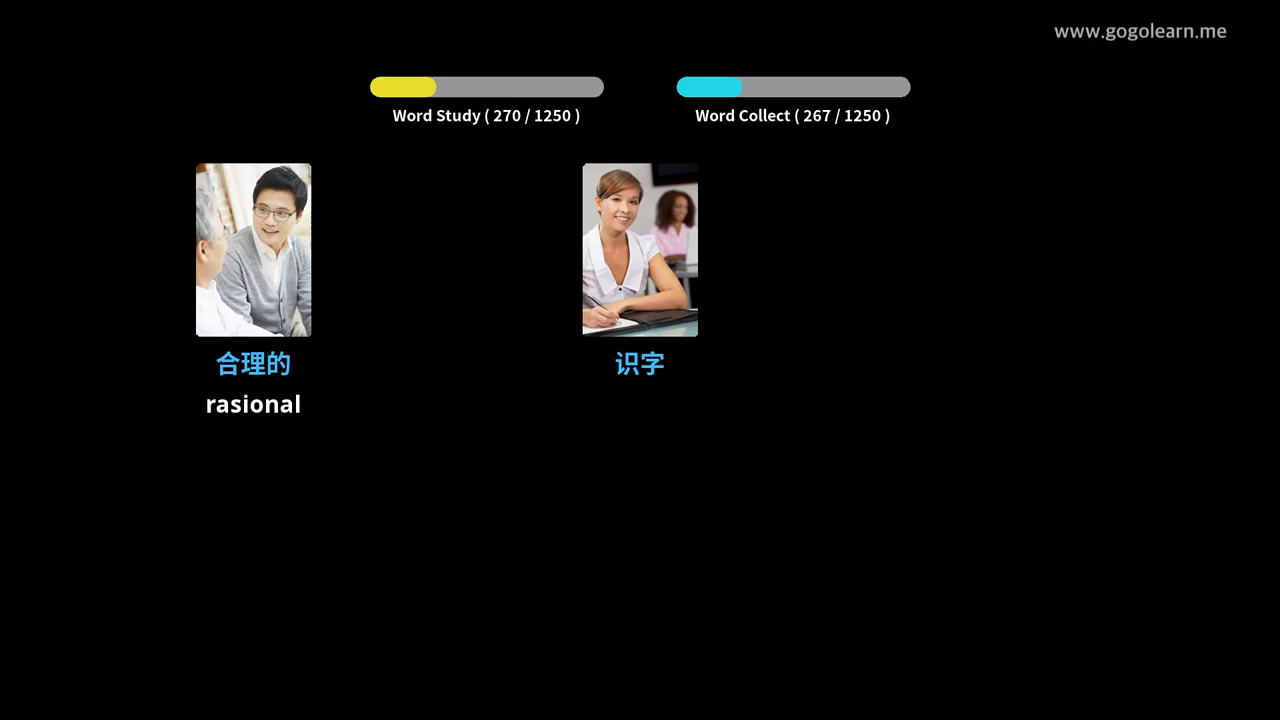 www.gogolearn.me
Word Study ( 270 / 1250 )
Word Collect ( 267 / 1250 )
合理的
识字
rasional